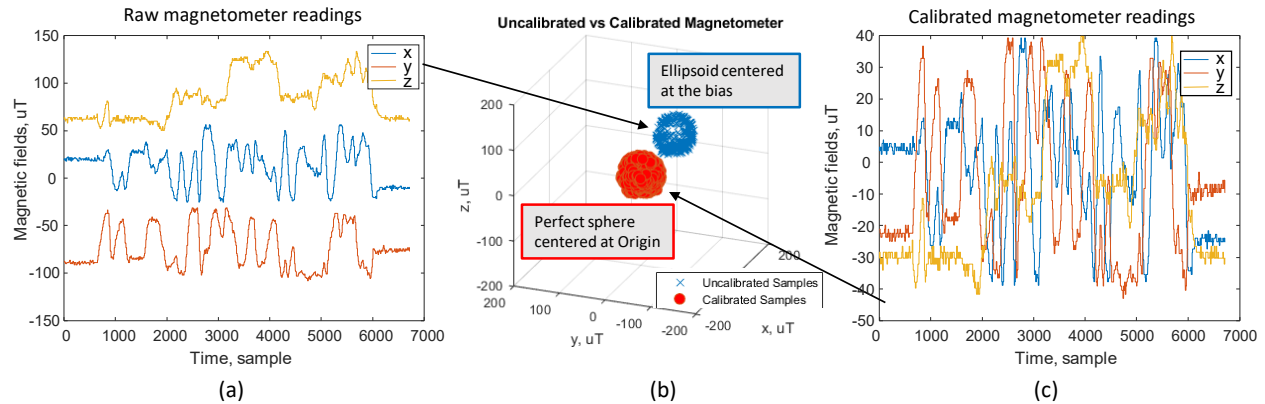 Raw magnetometer readings
150
100
50
0
-50
-100
-150
0 1000 2000 3000 4000 5000 6000 7000
Magnetic fields, uT
Time, sample
x
y
z
(a)
Uncalibrated vs Calibrated Magnetometer
Ellipsoid centered
at the bias
200
100
0
-100
-200
z, uT
Perfect sphere
centered at Origin
200
Uncalibrated Samples
Calibrated Samples
200 100 0 -100 -200
-200
y, uT
x, uT
(b)
Calibrated magnetometer readings
40
30
20
10
0
-10
-20
-30
-40
-50
0 1000 2000 3000 4000 5000 6000 7000
Magnetic fields, uT
Time, sample
x
y
z
(c)